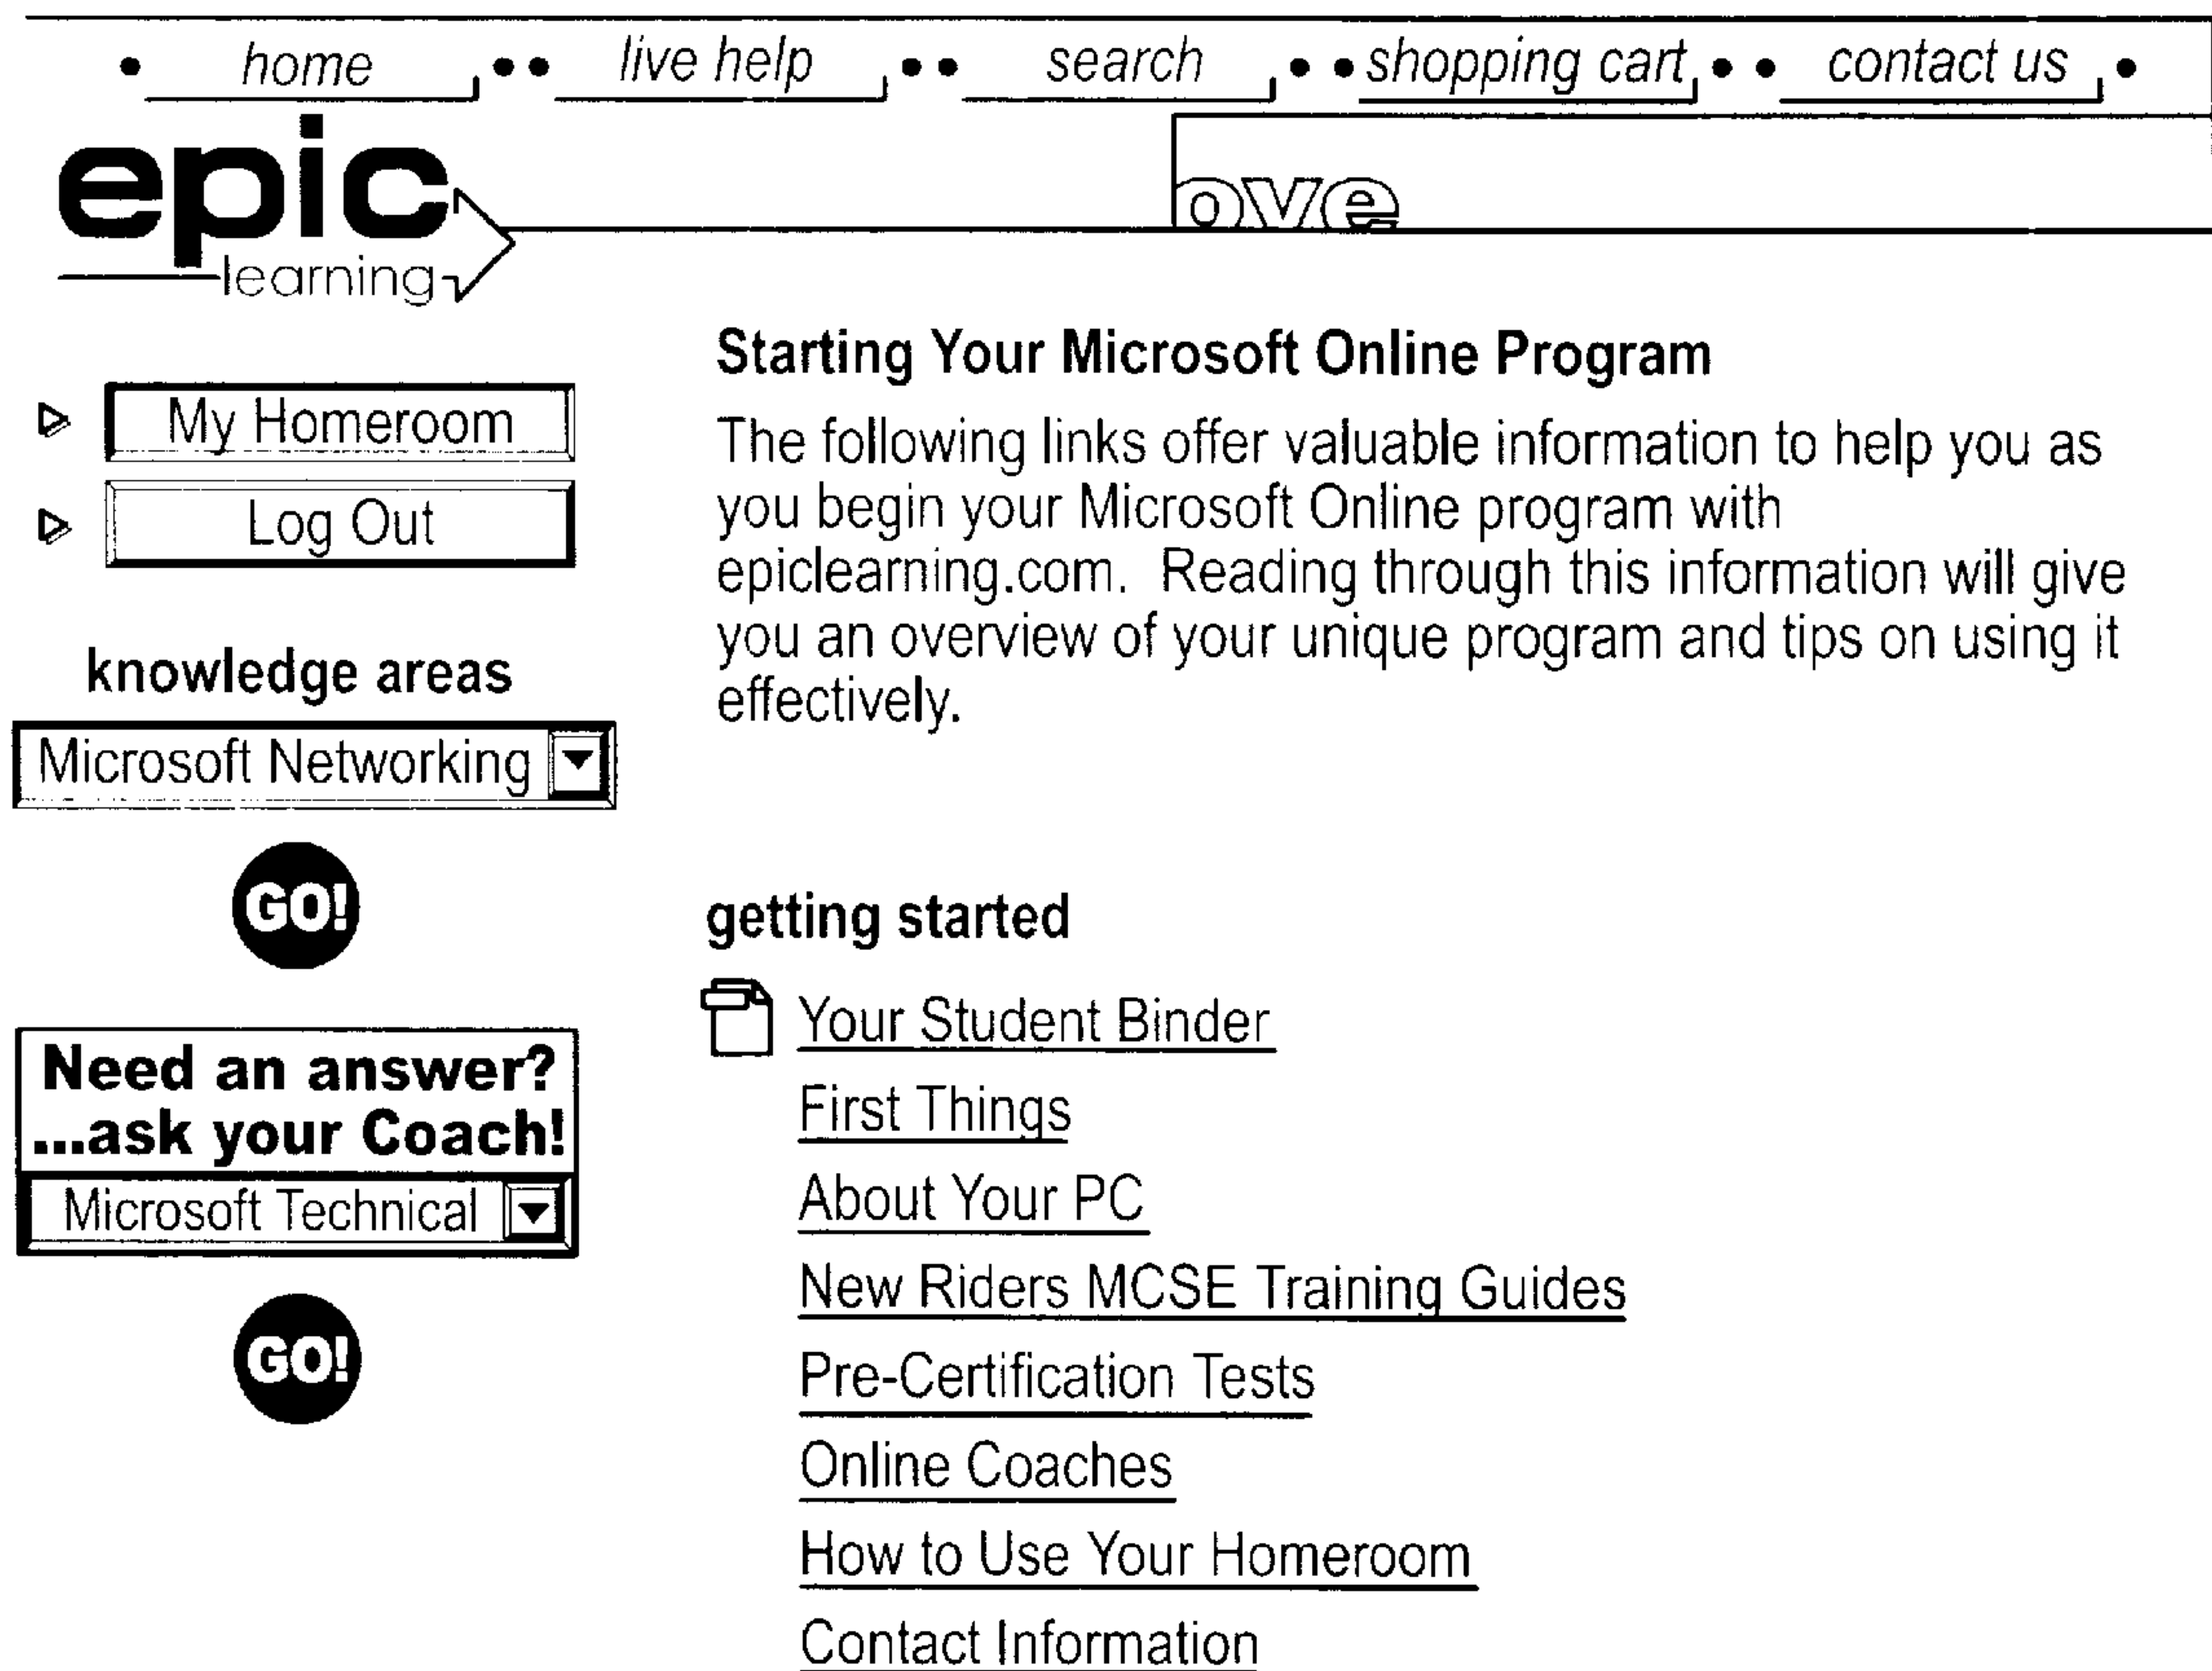 home live help search shopping cart contact us
epic
learning
ove
My Homeroom
Log Out
knowledge areas
Microsoft Networking
GO!
Need an answer?
...ask your Coach!
Microsoft Technical
GO!
Starting Your Microsoft Online Program
The following links offer valuable information to help you as
you begin your Microsoft Online program with
epiclearning.com. Reading through this information will give
you an overview of your unique program and tips on using it
effectively.
getting started
Your Student Binder
First Things
About Your PC
New Riders MCSE Training Guides
Pre-Certification Tests
Online Coaches
How to Use Your Homeroom
Contact Information